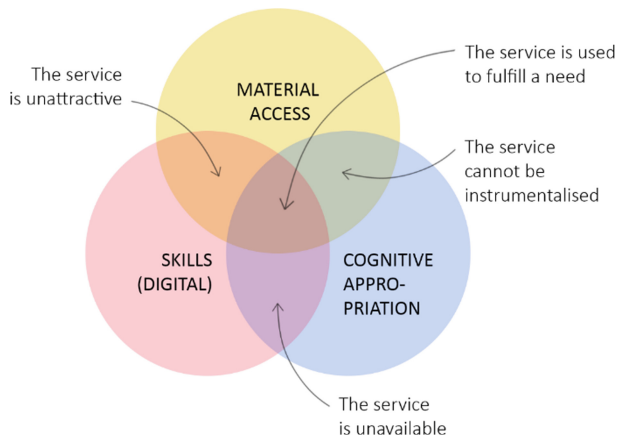 The service
is unattractive
MATERIAL
ACCESS
The service is used
to fulfill a need
The service
cannot be
instrumentalised
SKILLS
(DIGITAL)
COGNITIVE
APPRO-
PRIATION
The service
is unavailable